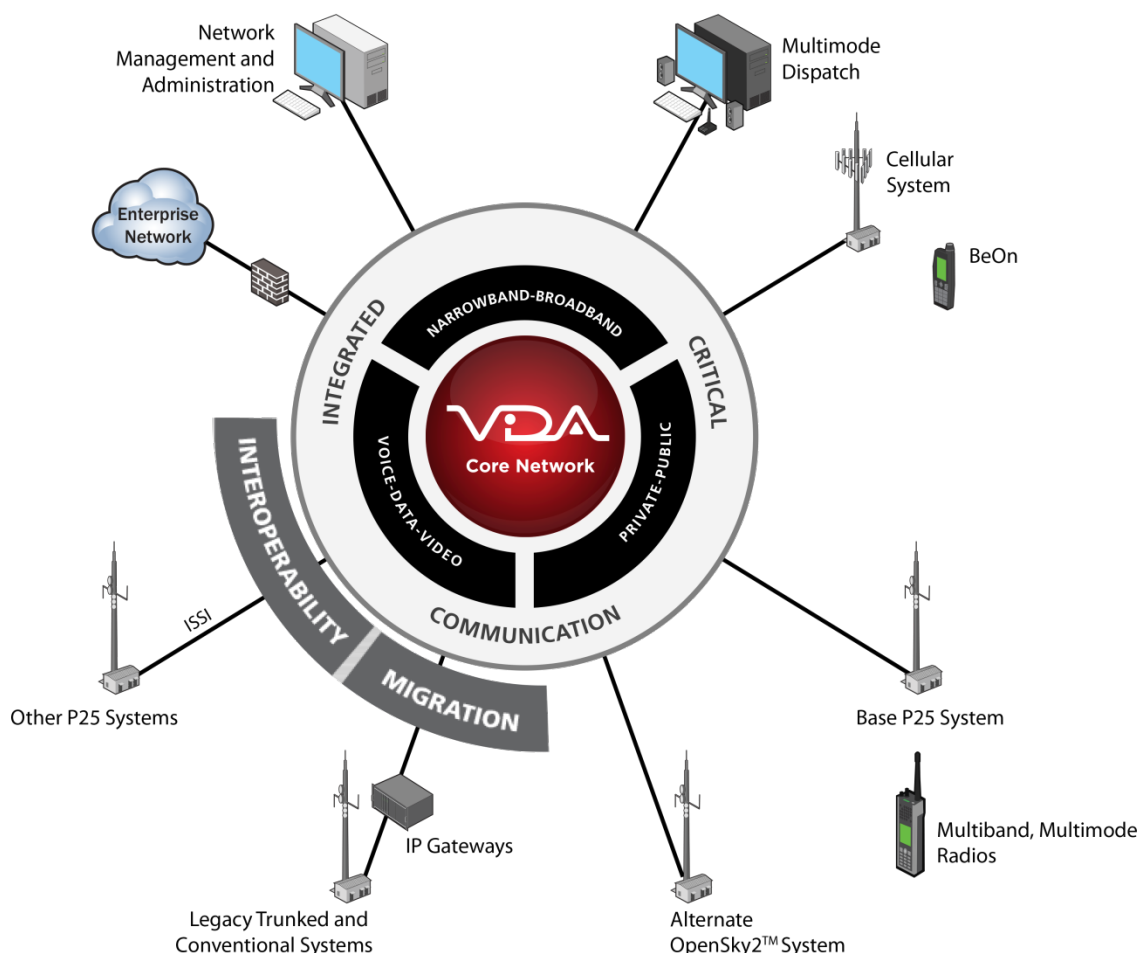 Network
Management and
Administration
Multimode
Dispatch
Cellular
System
Enterprise
Network
BeOn
INTEGRATED
CRITICAL
COMMUNICATION
NARROWBAND-BROADBAND
VOICE-DATA-VIDEO
PRIVATE-PUBLIC
VIDA
Core Network
INTEROPERABILITY
MIGRATION
ISSI
Other P25 Systems
Base P25 System
IP Gateways
Multiband, Multimode
Radios
Legacy Trunked and
Conventional Systems
Alternate
OpenSky2™ System